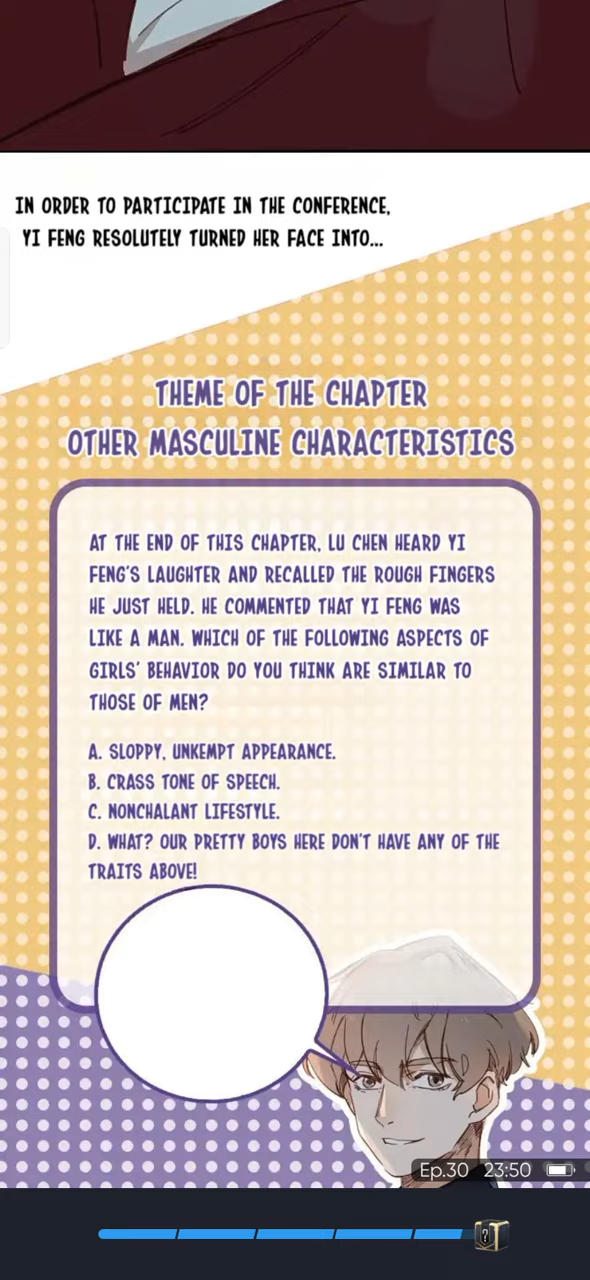 IN ORDER TO PARTICIPATE IN THE CONFERENCE,
YI FENG RESOLUTELY TURNED HER FACE INTO...
THEME OF THE CHAPTER
OTHER MASCULINE CHARACTERISTICS
AT THE END OF THIS CHAPTER, LU CHEN HEARD YI
FENG'S LAUGHTER AND RECALLED THE ROUGH FINGERS
HE JUST HELD. HE COMMENTED THAT YI FENG WAS
LIKE A MAN. WHICH OF THE FOLLOWING ASPECTS OF
GIRLS' BEHAVIOR DO YOU THINK ARE SIMILAR TO
THOSE OF MEN?
A. SLOPPY, UNKEMPT APPEARANCE.
B. CRASS TONE OF SPEECH.
C. NONCHALANT LIFESTYLE.
D. WHAT? OUR PRETTY BOYS HERE DON'T HAVE ANY OF THE
TRAITS ABOVE!
Ep.30 23:50
?